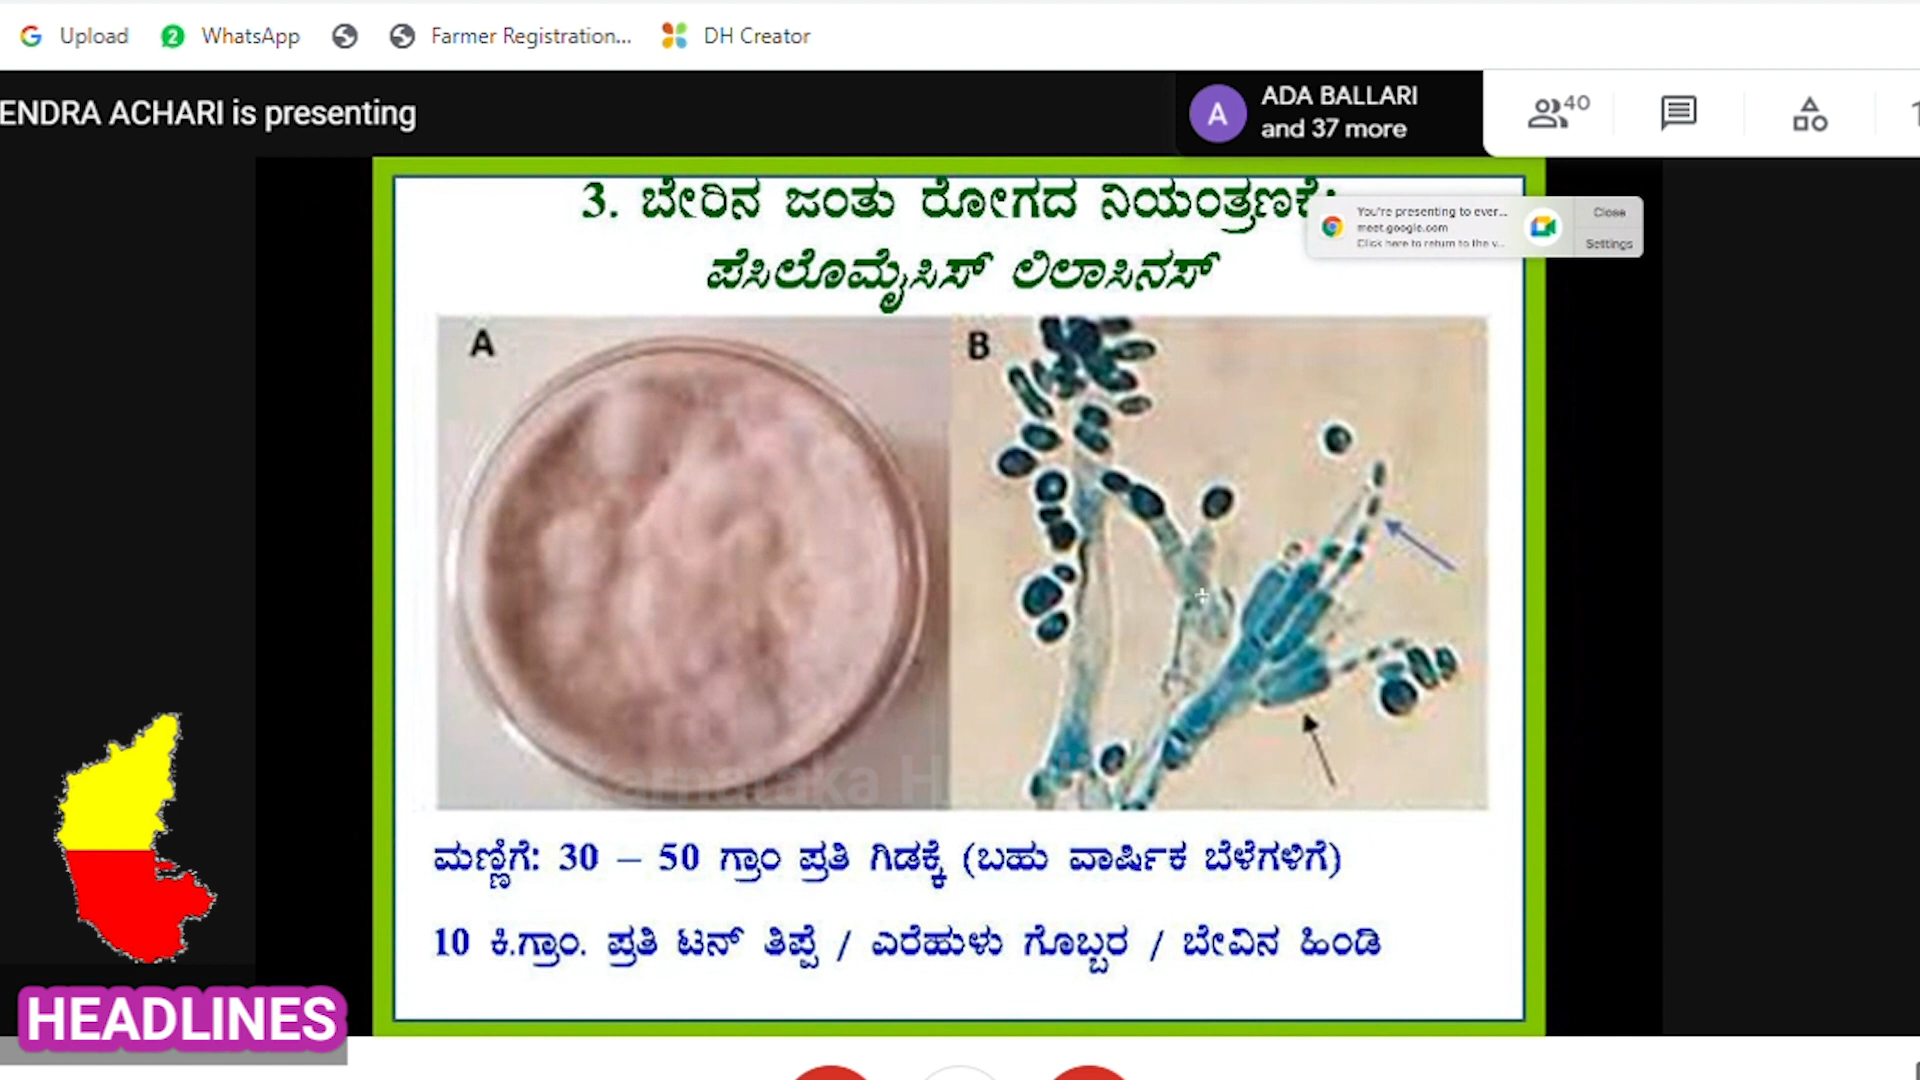 Upload WhatsApp Farmer Registration... DH Creator
ENDRA ACHARI is presenting
A ADA BALLARI
and 37 more
40
3. ಬೇರಿನ ಜಂತು ರೋಗದ ನಿಯಂತ್ರಣಕೆ:
You're presenting to ever...
meet.google.com
Click here to return to the v...
Close
Settings
ಪೆಸಿಲೊಮೈಸಿಸ್ ಲಿಲಾಸಿನಸ್
A B
Karnataka
ಮಣ್ಣಿಗೆ: 30 – 50 ಗ್ರಾಂ ಪ್ರತಿ ಗಿಡಕ್ಕೆ (ಬಹು ವಾರ್ಷಿಕ ಬೆಳೆಗಳಿಗೆ)
10 ಕಿ.ಗ್ರಾಂ. ಪ್ರತಿ ಟನ್ ತಿಪ್ಪೆ / ಎರೆಹುಳು ಗೊಬ್ಬರ / ಬೇವಿನ ಹಿಂಡಿ
HEADLINES